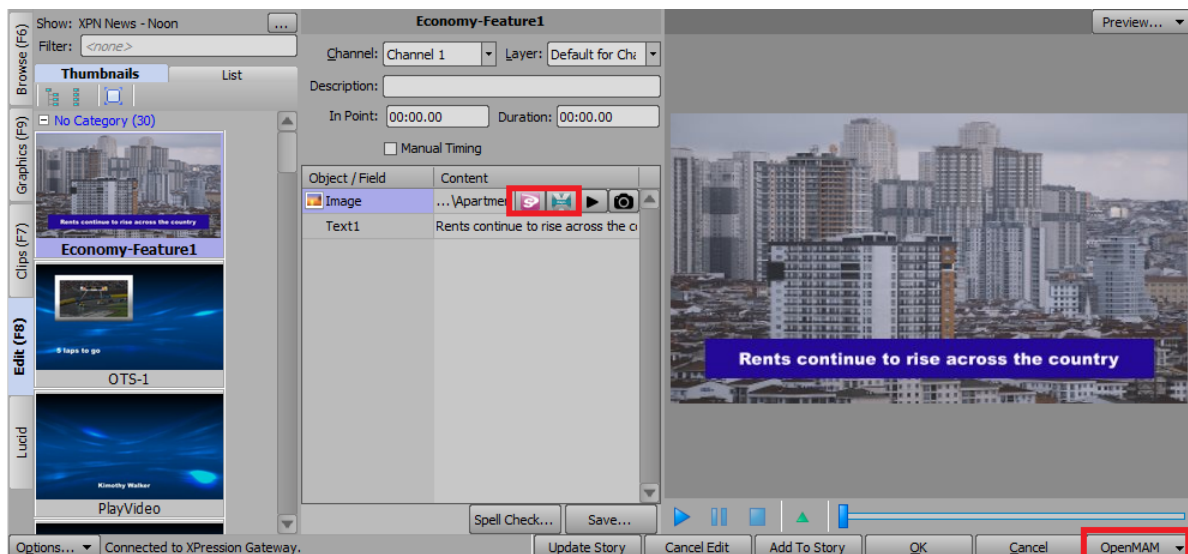 Show: XPN News - Noon
...
Filter: <none>
Thumbnails
List
No Category (30)
Rents continue to rise across the country
Economy-Feature1
5 laps to go
OTS-1
Kimothy Walker
PlayVideo
Browse (F6)
Graphics (F9)
Clips (F7)
Edit (F8)
Lucid
Economy-Feature1
Channel: Channel 1
Layer: Default for Cha
Description:
In Point: 00:00.00
Duration: 00:00.00
Manual Timing
Object / Field
Content
Image
...\Apartmen
Text1
Rents continue to rise across the co
Spell Check...
Save...
Preview...
Rents continue to rise across the country
Options...
Connected to XPression Gateway.
Update Story
Cancel Edit
Add To Story
OK
Cancel
OpenMAM